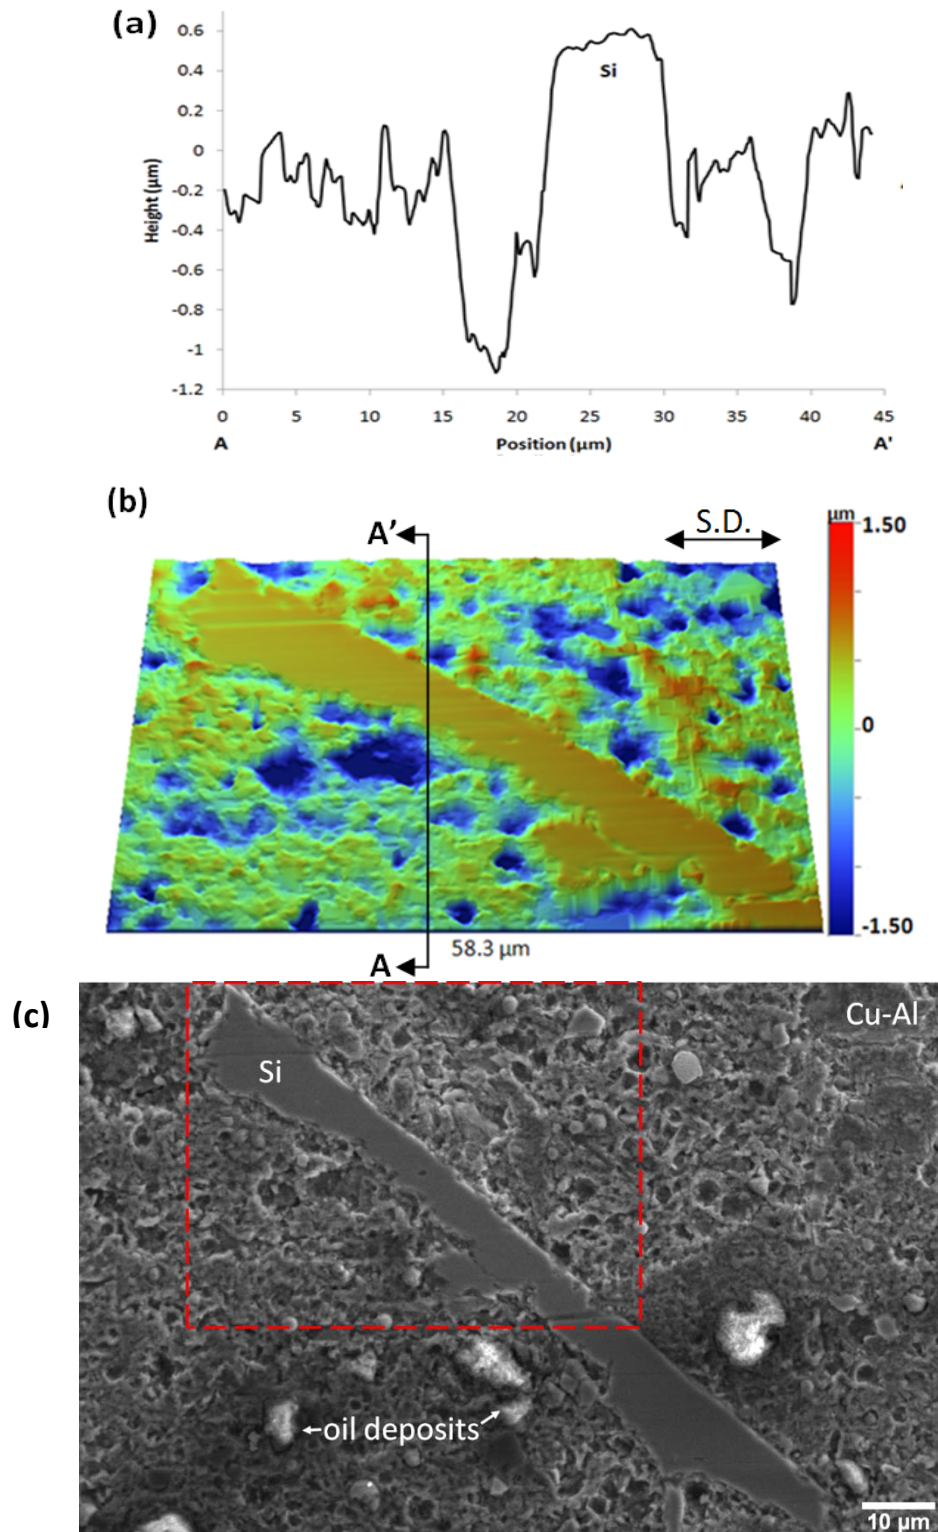 (a)
0.6
0.4
0.2
0
-0.2
-0.4
-0.6
-0.8
-1
-1.2
Height (µm)
Si
0 5 10 15 20 25 30 35 40 45
A Position (µm) A'
(b)
A’ S.D.
µm
1.50
0
-1.50
A 58.3 µm
(c)
Cu-Al
Si
oil deposits
10 µm